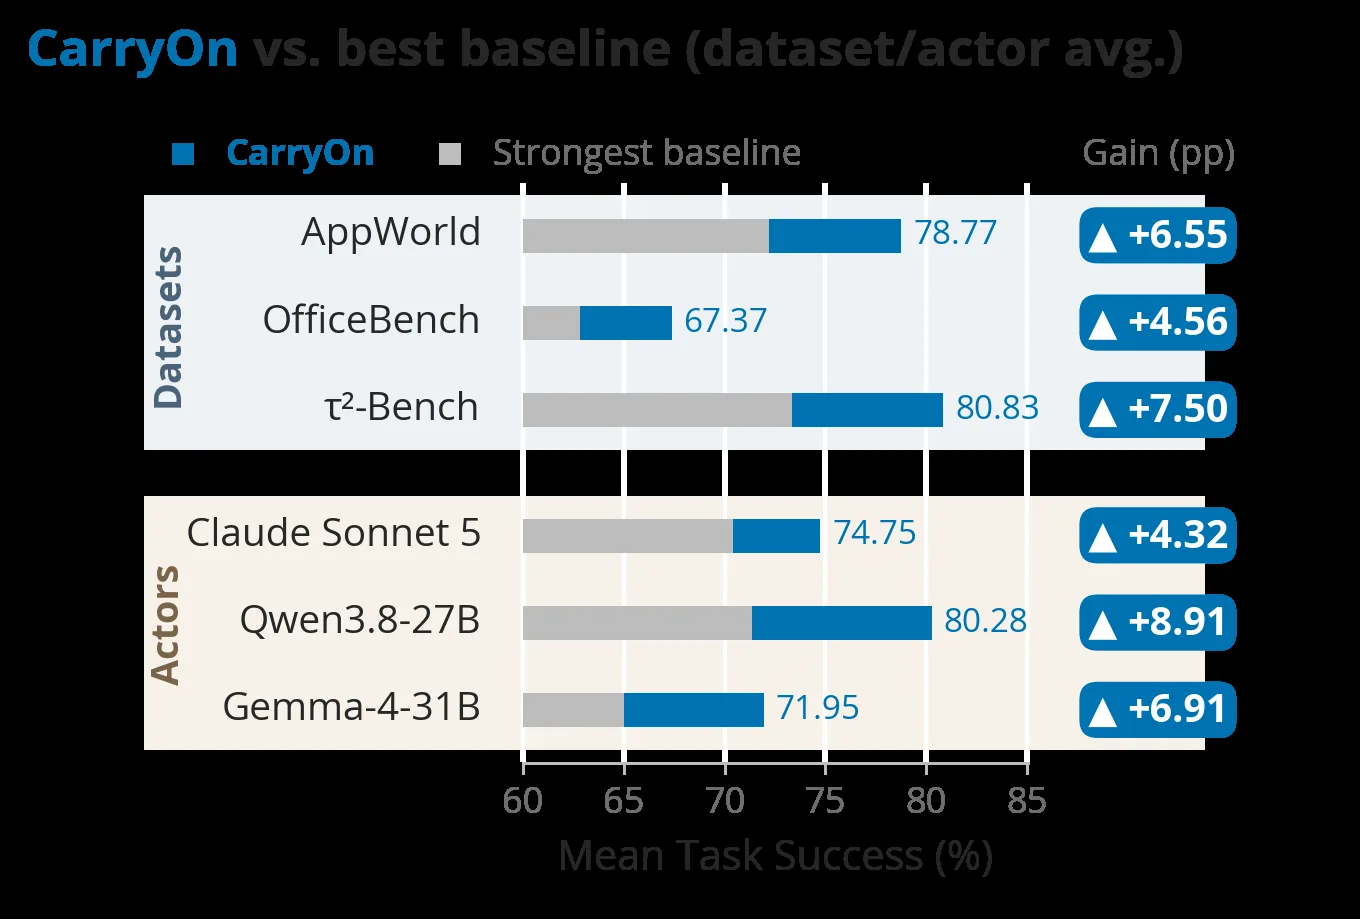 CarryOn vs. best baseline (dataset/actor avg.)
CarryOn Strongest baseline Gain (pp)
Datasets
AppWorld 78.77 ▲ +6.55
OfficeBench 67.37 ▲ +4.56
τ²-Bench 80.83 ▲ +7.50
Actors
Claude Sonnet 5 74.75 ▲ +4.32
Qwen3.8-27B 80.28 ▲ +8.91
Gemma-4-31B 71.95 ▲ +6.91
60 65 70 75 80 85
Mean Task Success (%)